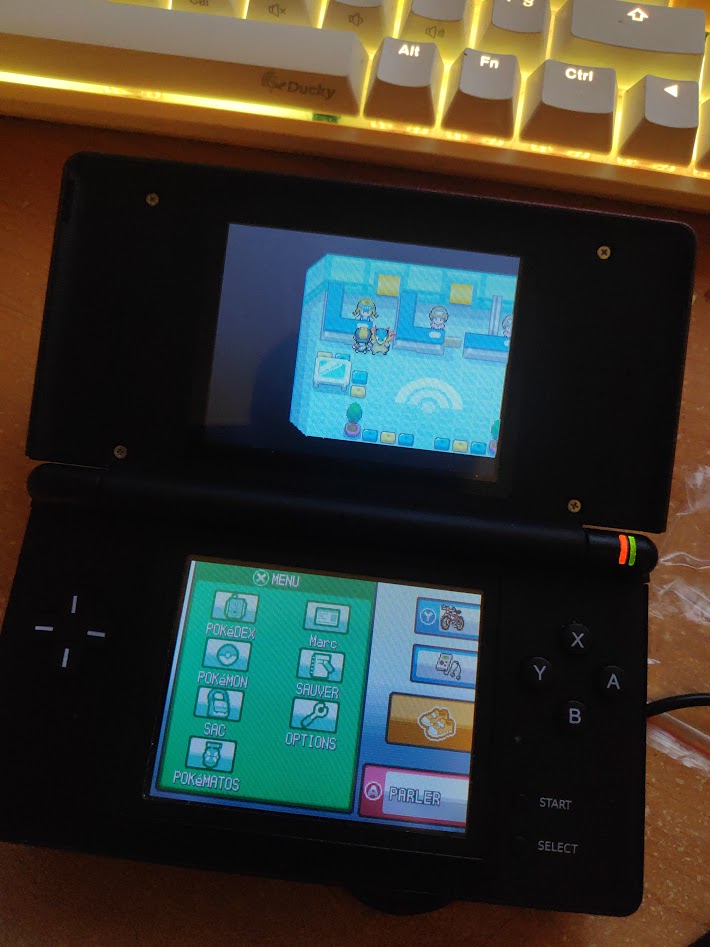 Alt
Fn
Ctrl
Ducky
MENU
POKéDEX
Marc
POKéMON
SAUVER
SAC
OPTIONS
POKéMATOS
Y
A PARLER
X
Y
A
B
START
SELECT